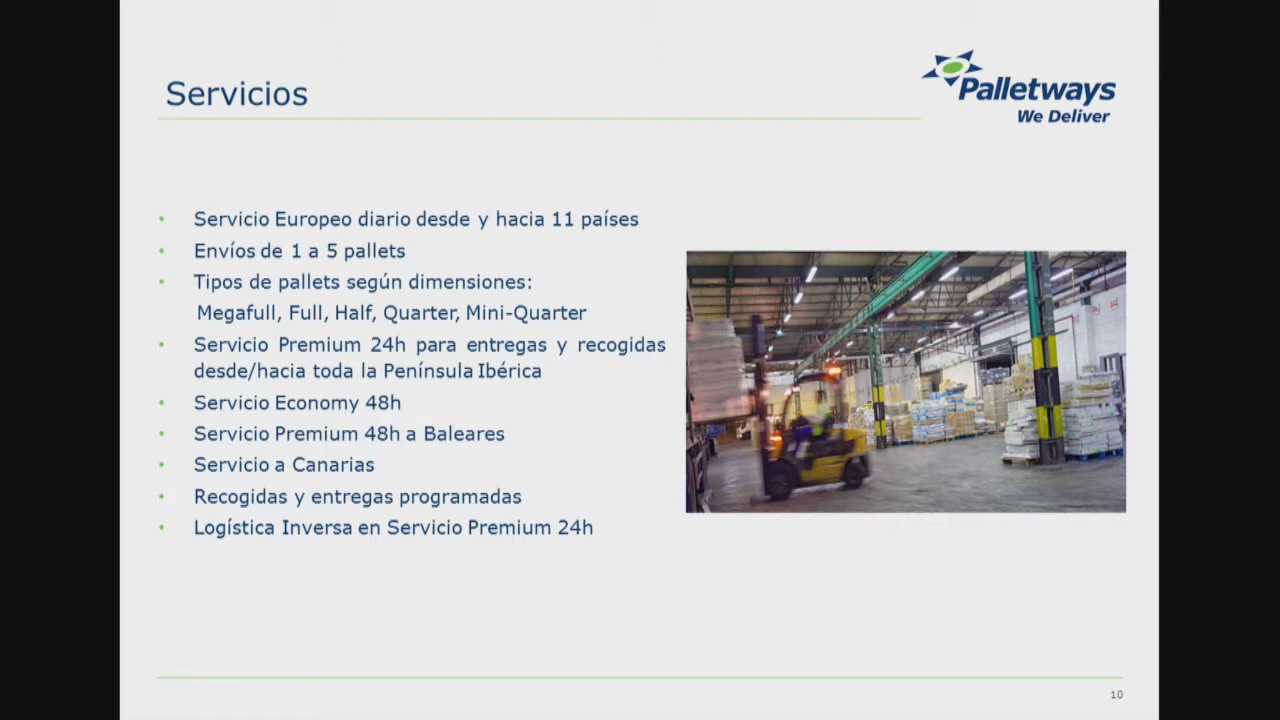 Servicios
Palletways
We Deliver
• Servicio Europeo diario desde y hacia 11 países
• Envíos de 1 a 5 pallets
• Tipos de pallets según dimensiones:
Megafull, Full, Half, Quarter, Mini-Quarter
• Servicio Premium 24h para entregas y recogidas
desde/hacia toda la Península Ibérica
• Servicio Economy 48h
• Servicio Premium 48h a Baleares
• Servicio a Canarias
• Recogidas y entregas programadas
• Logística Inversa en Servicio Premium 24h
10